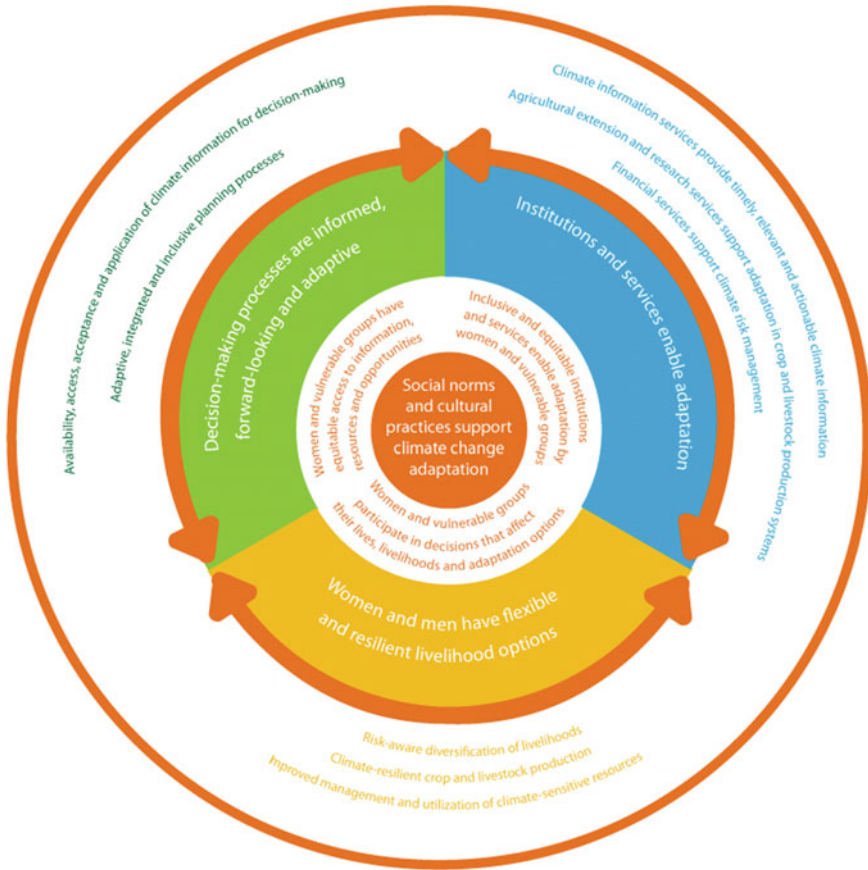 Availability, access, acceptance and application of climate information for decision-making
Adaptive, integrated and inclusive planning processes
Decision-making processes are informed,
forward-looking and adaptive
Climate information services provide timely, relevant and actionable climate information
Agricultural extension and research services support adaptation in crop and livestock production systems
Financial services support climate risk management
Institutions and services enable adaptation
Women and vulnerable groups have
equitable access to information,
resources and opportunities
Inclusive and equitable institutions
and services enable adaptation by
women and vulnerable groups
Social norms
and cultural
practices support
climate change
adaptation
Women and vulnerable groups
participate in decisions that affect
their lives, livelihoods and adaptation options
Women and men have flexible
and resilient livelihood options
Risk-aware diversification of livelihoods
Climate-resilient crop and livestock production
Improved management and utilization of climate-sensitive resources